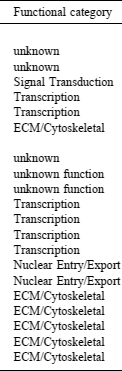 Functional category
unknown
unknown
Signal Transduction
Transcription
Transcription
ECM/Cytoskeletal
unknown
unknown function
unknown function
Transcription
Transcription
Transcription
Transcription
Nuclear Entry/Export
Nuclear Entry/Export
ECM/Cytoskeletal
ECM/Cytoskeletal
ECM/Cytoskeletal
ECM/Cytoskeletal
ECM/Cytoskeletal